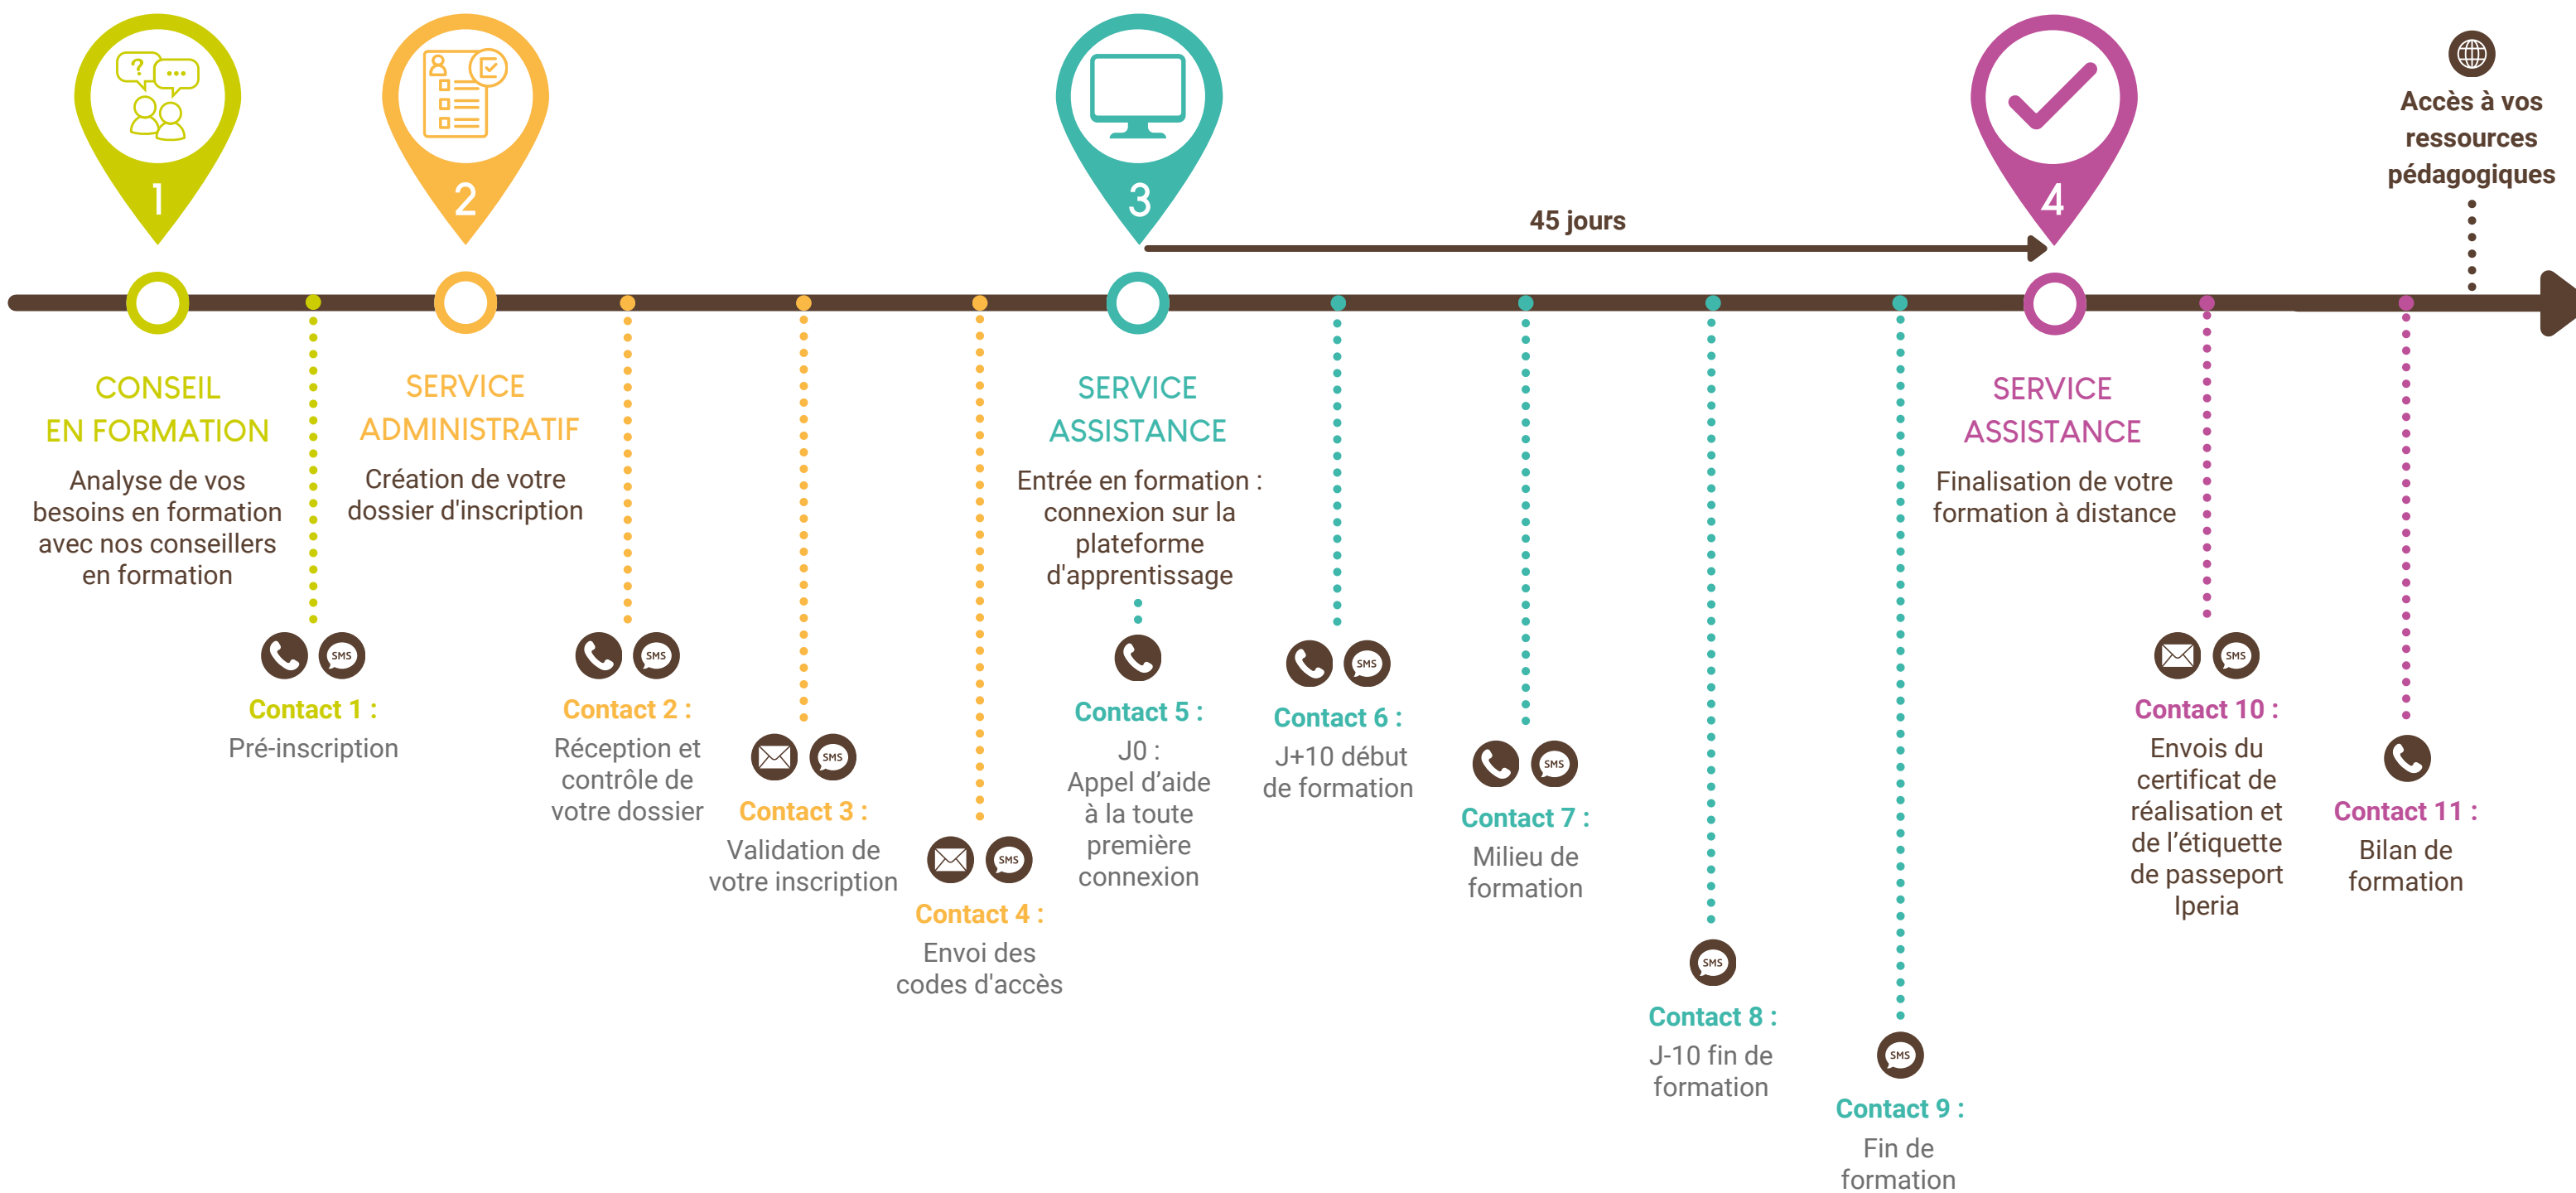 ?
...
1
2
3
4
Accès à vos
ressources
pédagogiques
45 jours
CONSEIL
EN FORMATION
Analyse de vos
besoins en formation
avec nos conseillers
en formation
SERVICE
ADMINISTRATIF
Création de votre
dossier d'inscription
SERVICE
ASSISTANCE
Entrée en formation :
connexion sur la
plateforme
d'apprentissage
SERVICE
ASSISTANCE
Finalisation de votre
formation à distance
SMS
Contact 1 :
Pré-inscription
SMS
Contact 2 :
Réception et
contrôle de
votre dossier
SMS
Contact 3 :
Validation de
votre inscription
SMS
Contact 4 :
Envoi des
codes d'accès
Contact 5 :
J0 :
Appel d’aide
à la toute
première
connexion
SMS
Contact 6 :
J+10 début
de formation
SMS
Contact 7 :
Milieu de
formation
SMS
Contact 8 :
J-10 fin de
formation
SMS
Contact 9 :
Fin de
formation
SMS
Contact 10 :
Envois du
certificat de
réalisation et
de l’étiquette
de passeport
Iperia
Contact 11 :
Bilan de
formation